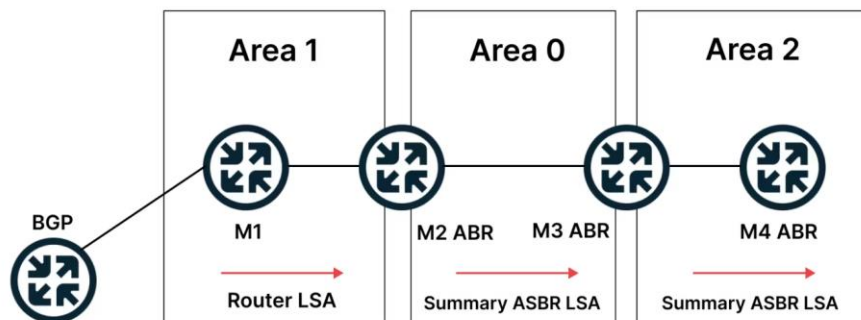 Area 1
Area 0
Area 2
BGP
M1
M2 ABR
M3 ABR
M4 ABR
Router LSA
Summary ASBR LSA
Summary ASBR LSA